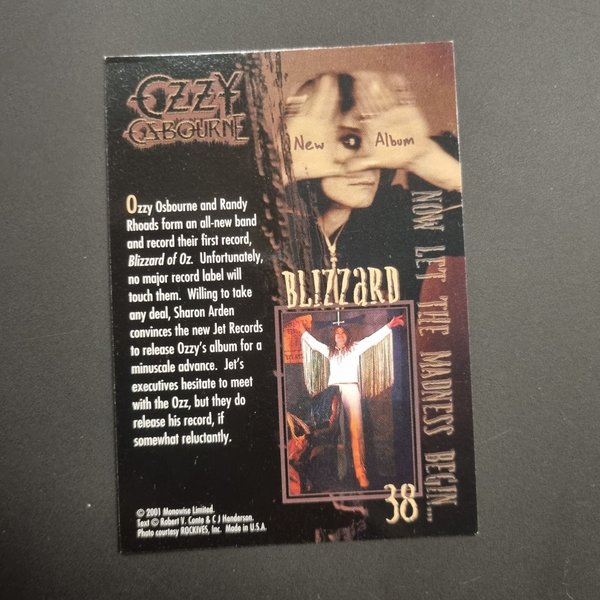 OZZY
OSBOURNE
New Album
Ozzy Osbourne and Randy
Rhoads form an all-new band
and record their first record,
Blizzard of Oz. Unfortunately,
no major record label will
touch them. Willing to take
any deal, Sharon Arden
convinces the new Jet Records
to release Ozzy's album for a
minuscule advance. Jet's
executives hesitate to meet
with the Ozz, but they do
release his record, if
somewhat reluctantly.
BLIZZARD
NOW LET THE MADNESS BEGIN...
38
© 2001 Monowise Limited.
Text © Robert V. Conte & C J Henderson.
Photo courtesy ROCKIVES, Inc. Made in U.S.A.